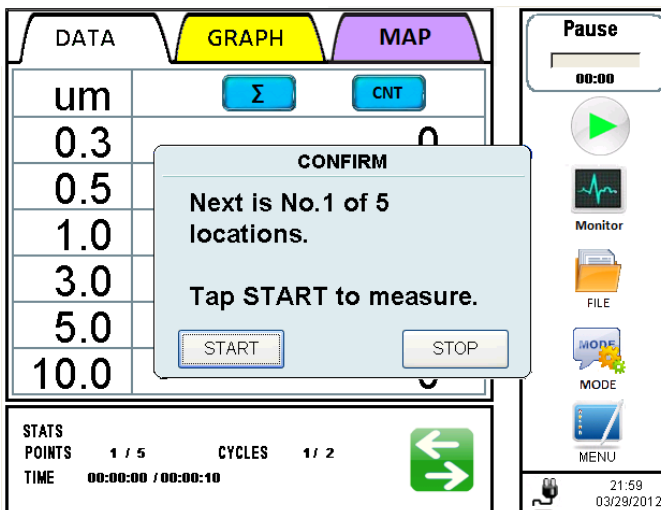 DATA
GRAPH
MAP
um
Σ
CNT
0.3
0
0.5
1.0
3.0
5.0
10.0
0
CONFIRM
Next is No.1 of 5
locations.
Tap START to measure.
START
STOP
STATS
POINTS 1 / 5 CYCLES 1/ 2
TIME 00:00:00 / 00:00:10
Pause
00:00
Monitor
FILE
MODE
MODE
MENU
21:59
03/29/2012